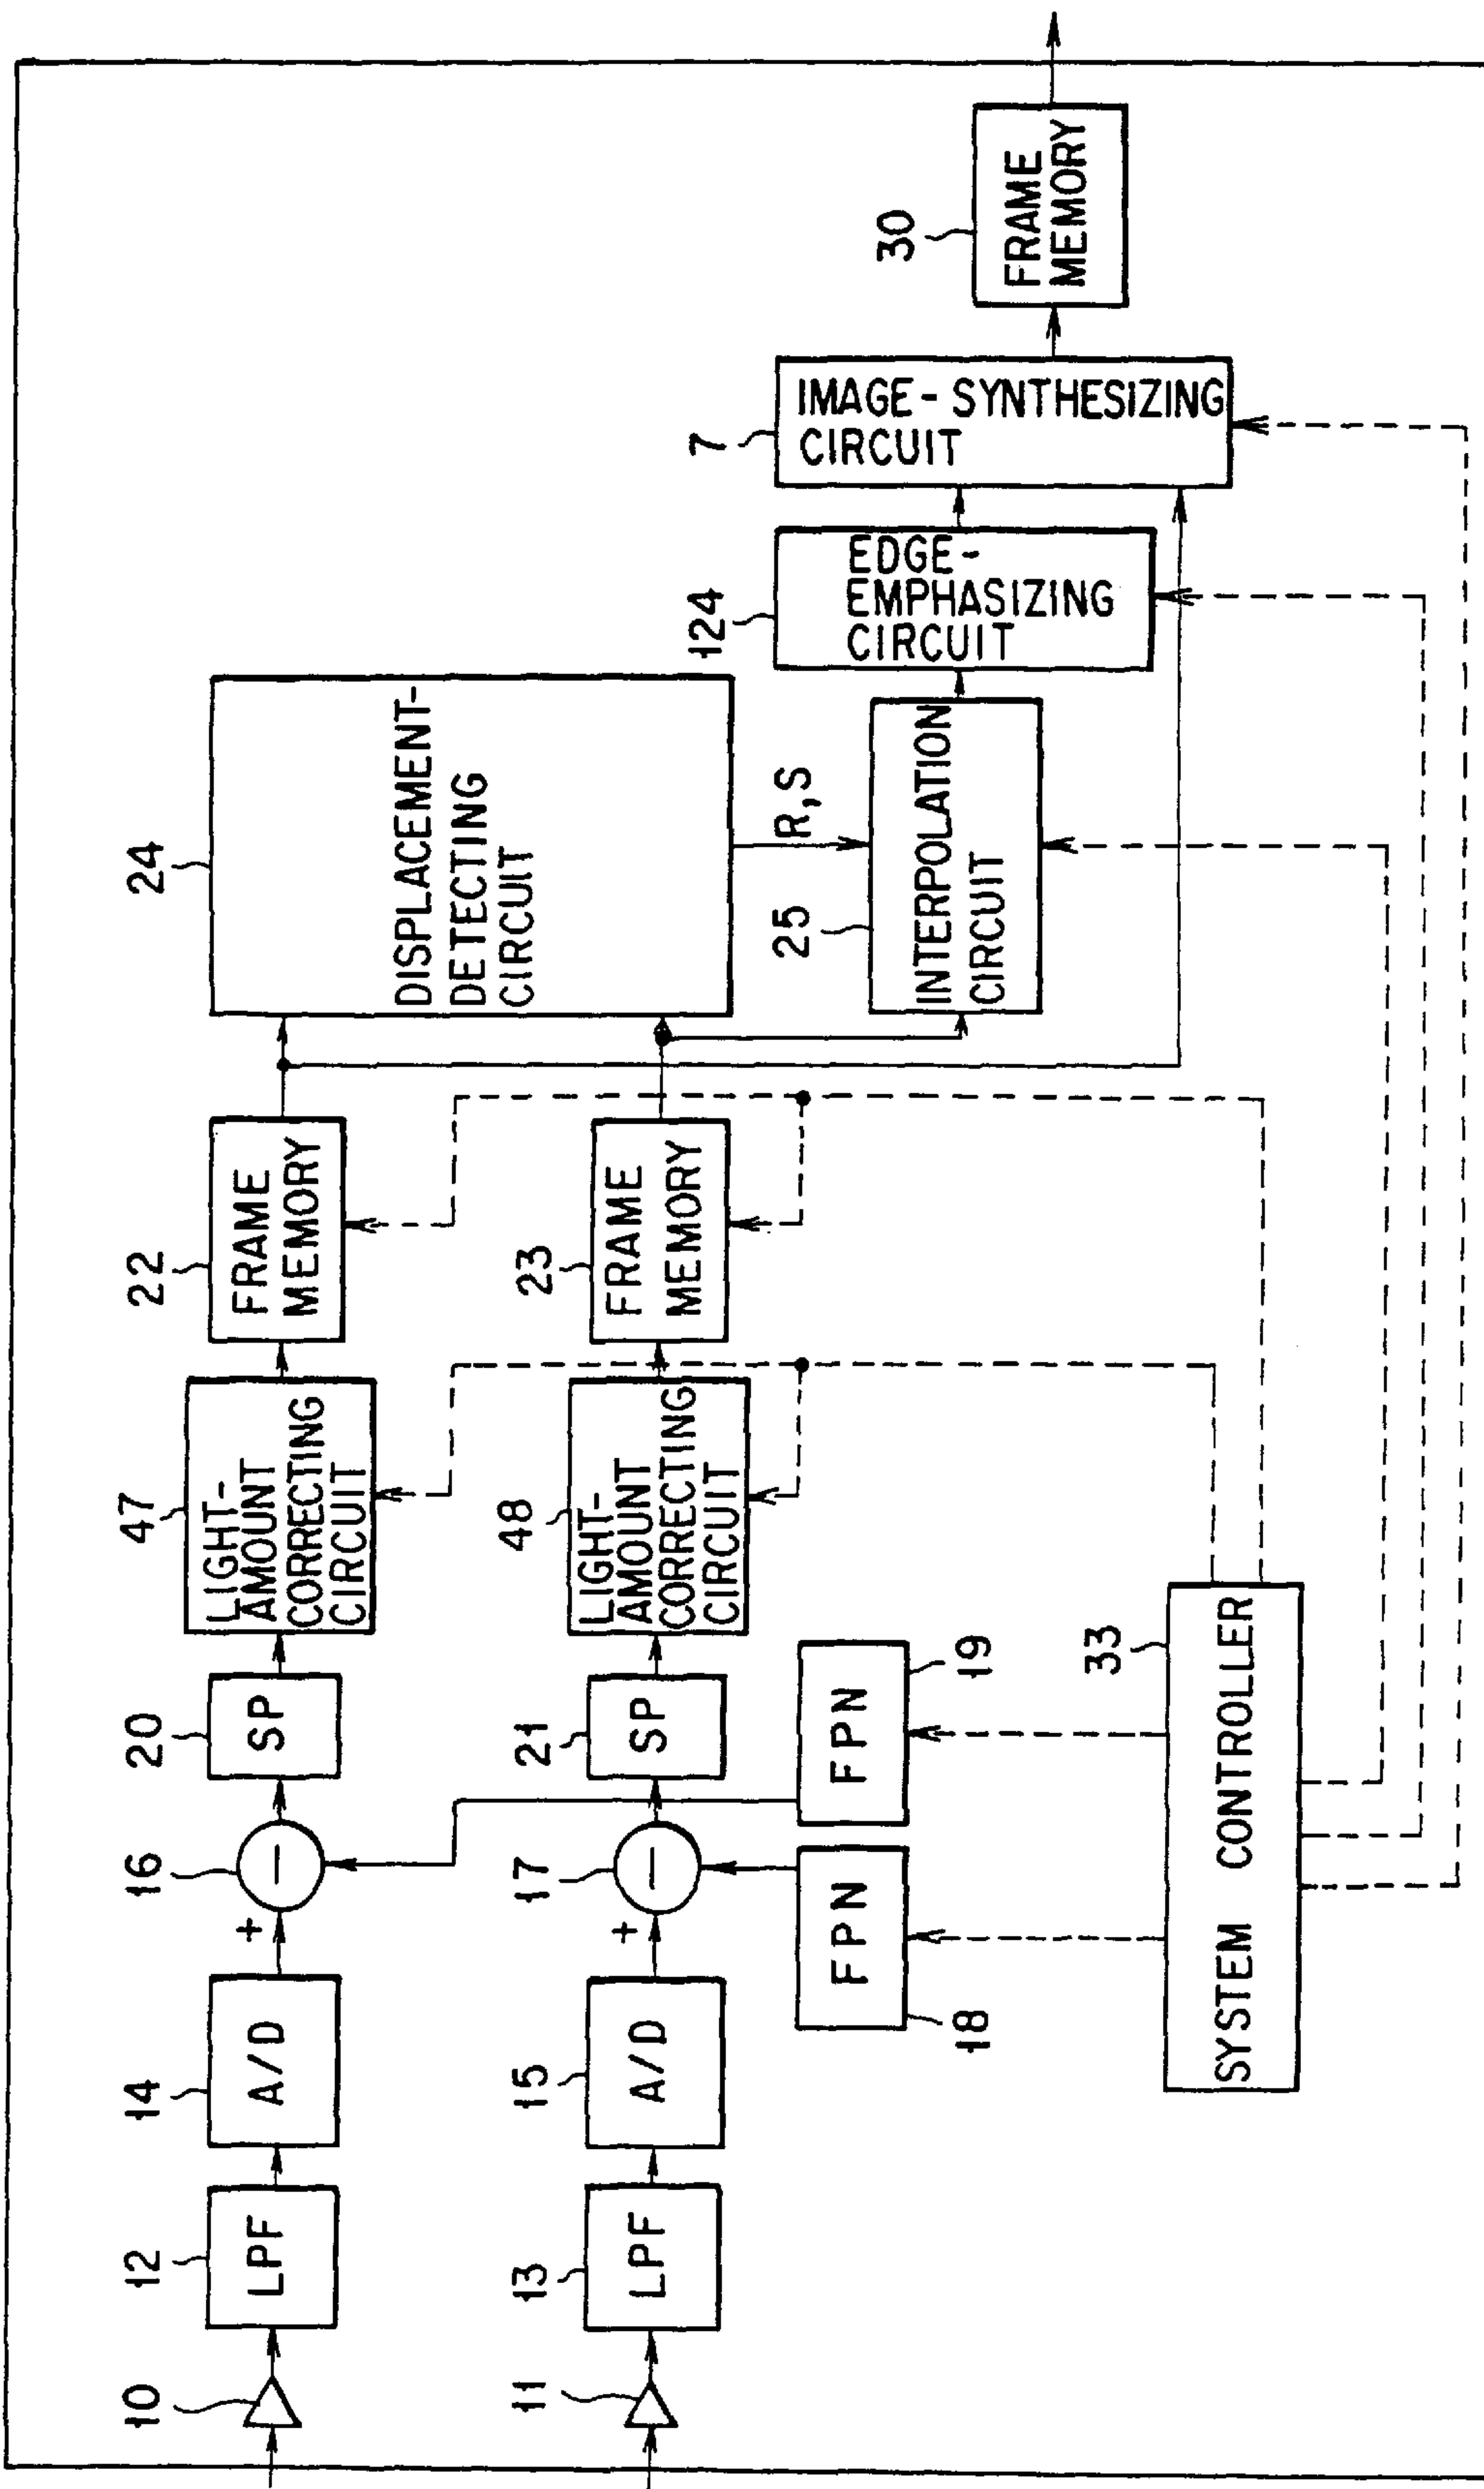 10
12
LPF
14
A/D
+
16
−
20
SP
47
LIGHT-
AMOUNT
CORRECTING
CIRCUIT
22
FRAME
MEMORY
24
DISPLACEMENT-
DETECTING
CIRCUIT
11
13
LPF
15
A/D
+
17
−
21
SP
48
LIGHT-
AMOUNT
CORRECTING
CIRCUIT
23
FRAME
MEMORY
R,S
25
INTERPOLATION
CIRCUIT
124
EDGE-
EMPHASIZING
CIRCUIT
7
IMAGE-SYNTHESIZING
CIRCUIT
30
FRAME
MEMORY
FPN
18
FPN
19
33
SYSTEM CONTROLLER